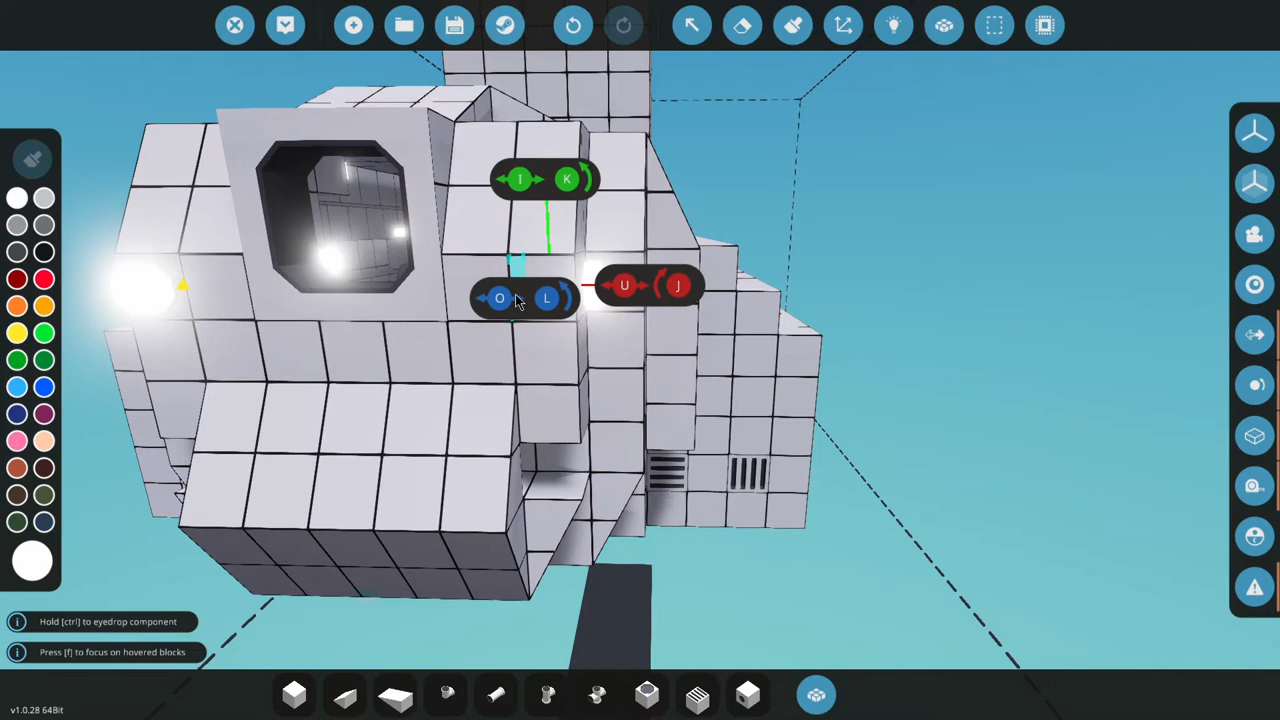 I K
O L
U J
Hold [ctrl] to eyedrop component
Press [f] to focus on hovered blocks
v1.0.28 64Bit